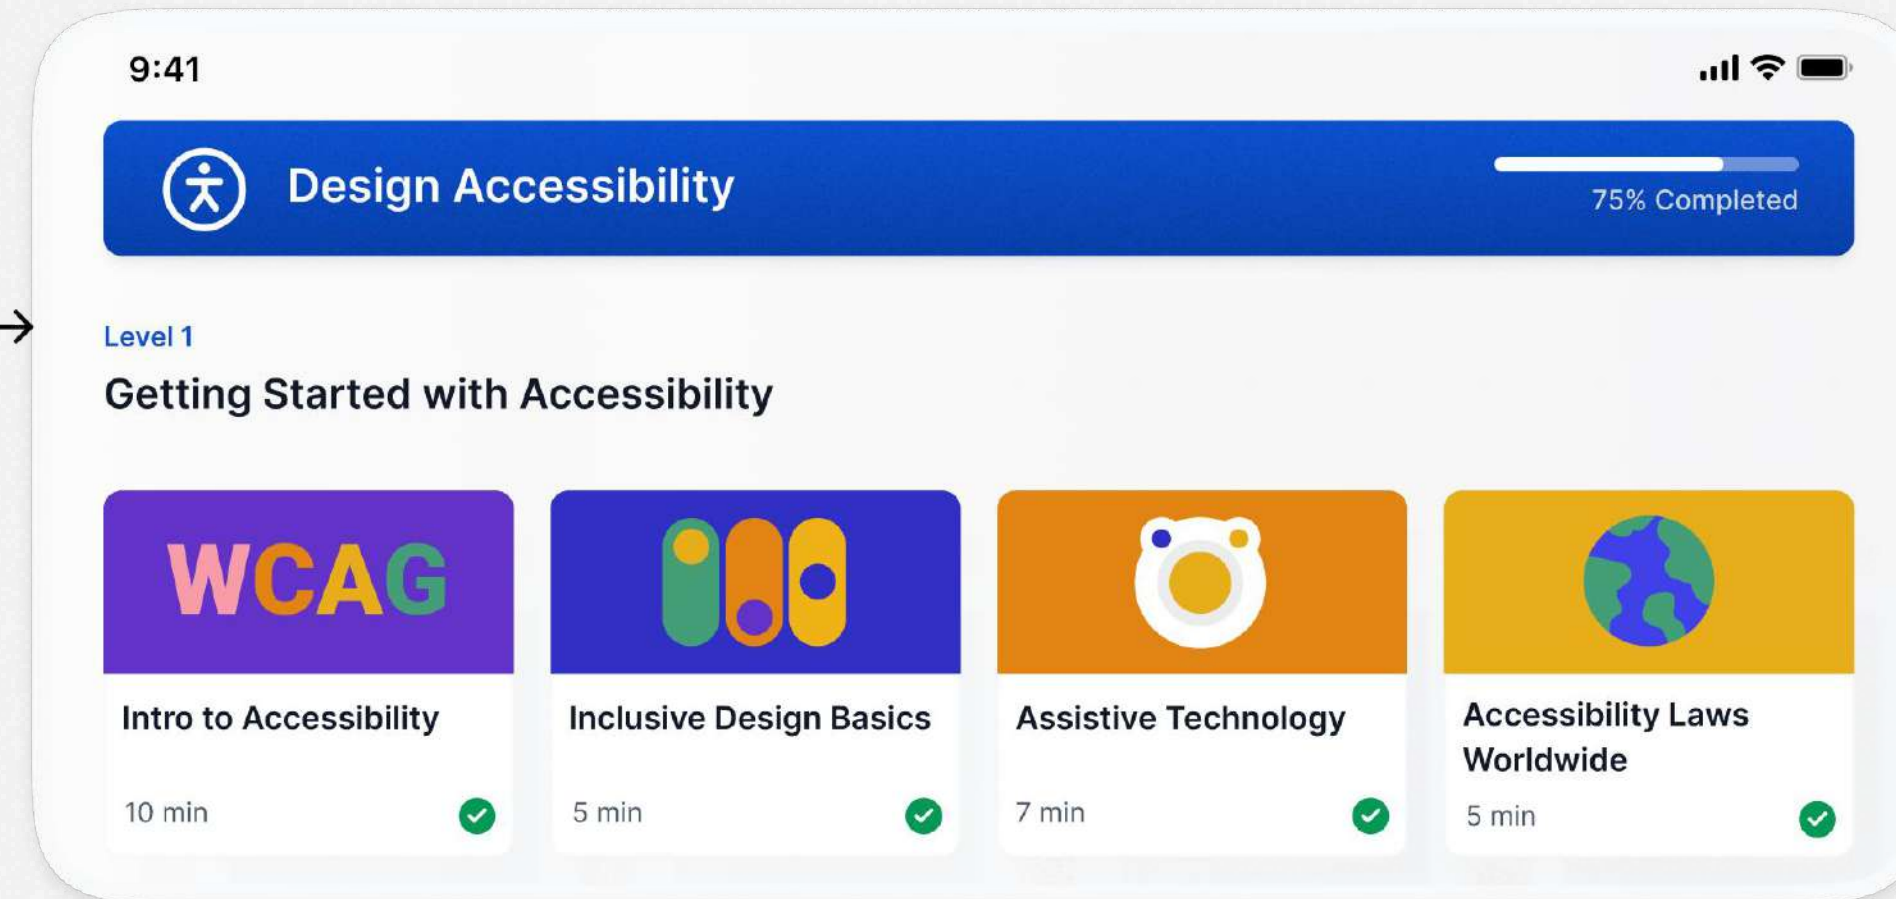 9:41
Design Accessibility
75% Completed
Level 1
Getting Started with Accessibility
WCAG
Intro to Accessibility
10 min
Inclusive Design Basics
5 min
Assistive Technology
7 min
Accessibility Laws
Worldwide
5 min